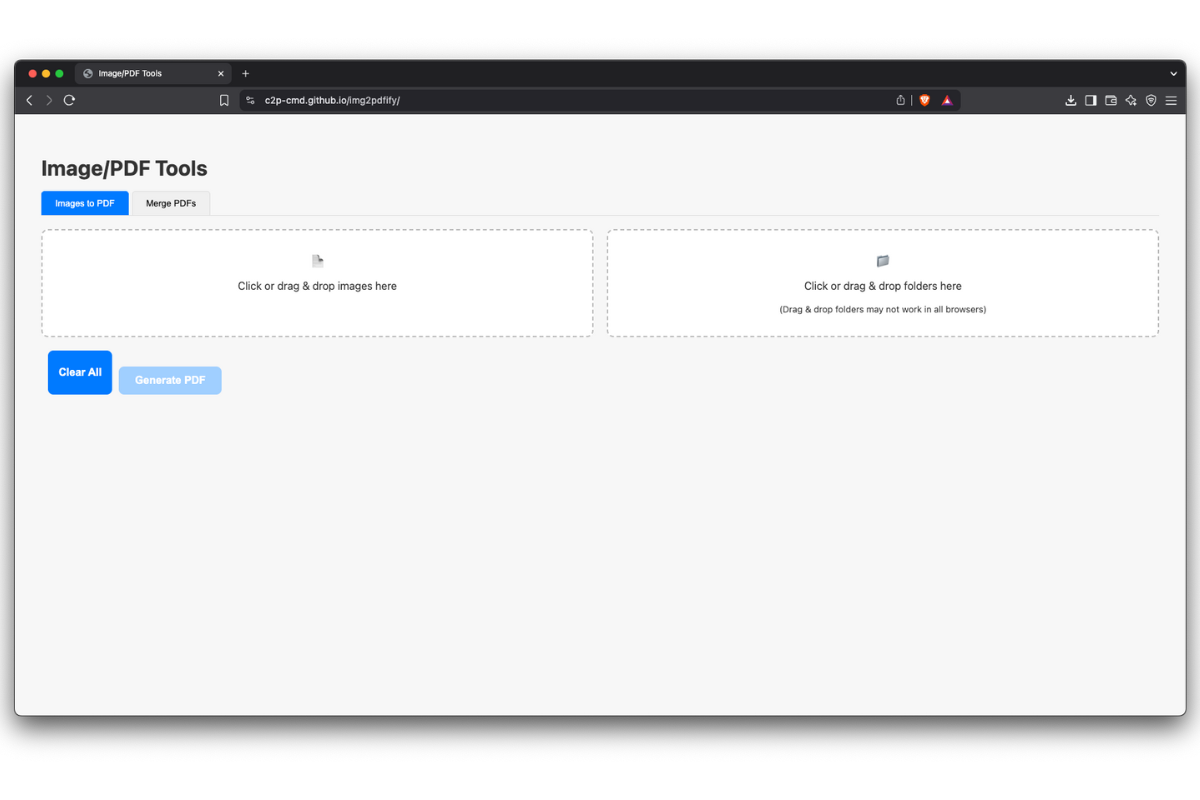 Image/PDF Tools
c2p-cmd.github.io/img2pdfify/
Image/PDF Tools
Images to PDF
Merge PDFs
Click or drag & drop images here
Click or drag & drop folders here
(Drag & drop folders may not work in all browsers)
Clear All
Generate PDF